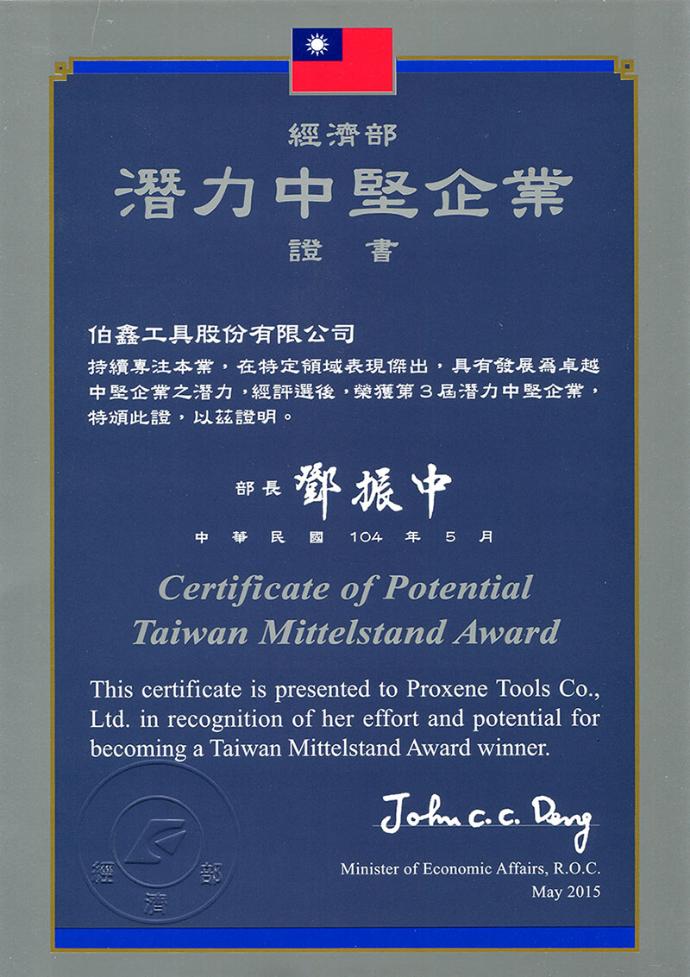 經濟部
潛力中堅企業
證書
伯鑫工具股份有限公司
持續專注本業，在特定領域表現傑出，具有發展為卓越
中堅企業之潛力，經評選後，榮獲第3屆潛力中堅企業，
特頒此證，以茲證明。
部長 鄧振中
中華民國104年5月
Certificate of Potential
Taiwan Mittelstand Award
This certificate is presented to Proxene Tools Co.,
Ltd. in recognition of her effort and potential for
becoming a Taiwan Mittelstand Award winner.
John C.C. Deng
Minister of Economic Affairs, R.O.C.
May 2015
經濟部